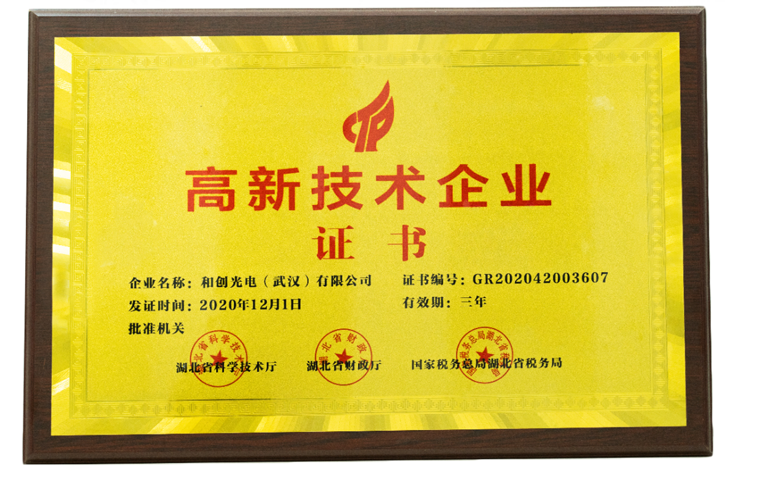 高新技术企业
证书
企业名称：和创光电（武汉）有限公司 证书编号：GR202042003607
发证时间：2020年12月1日 有效期：三年
批准机关
湖北省科学技术厅 湖北省财政厅 国家税务总局湖北省税务局